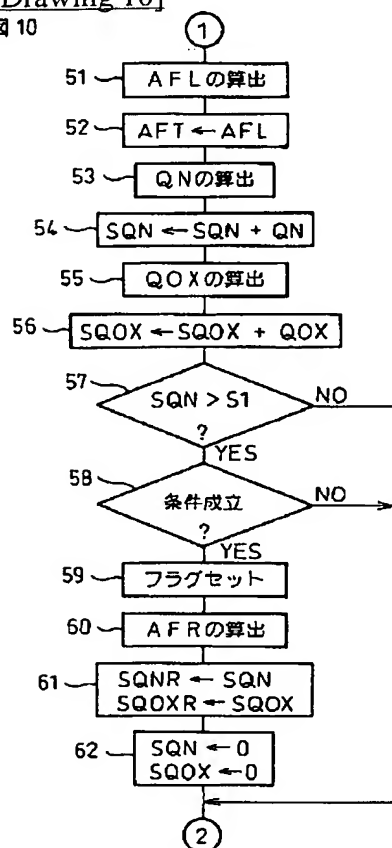 [Drawing 10]
図10
1
51 AFLの算出
52 AFT ← AFL
53 QNの算出
54 SQN ← SQN + QN
55 QOXの算出
56 SQOX ← SQOX + QOX
57 SQN > S1 NO
?
YES
58 条件成立 NO
?
YES
59 フラグセット
60 AFRの算出
61 SQNR ← SQN
SQOXR ← SQOX
62 SQN ← 0
SQOX ← 0
2